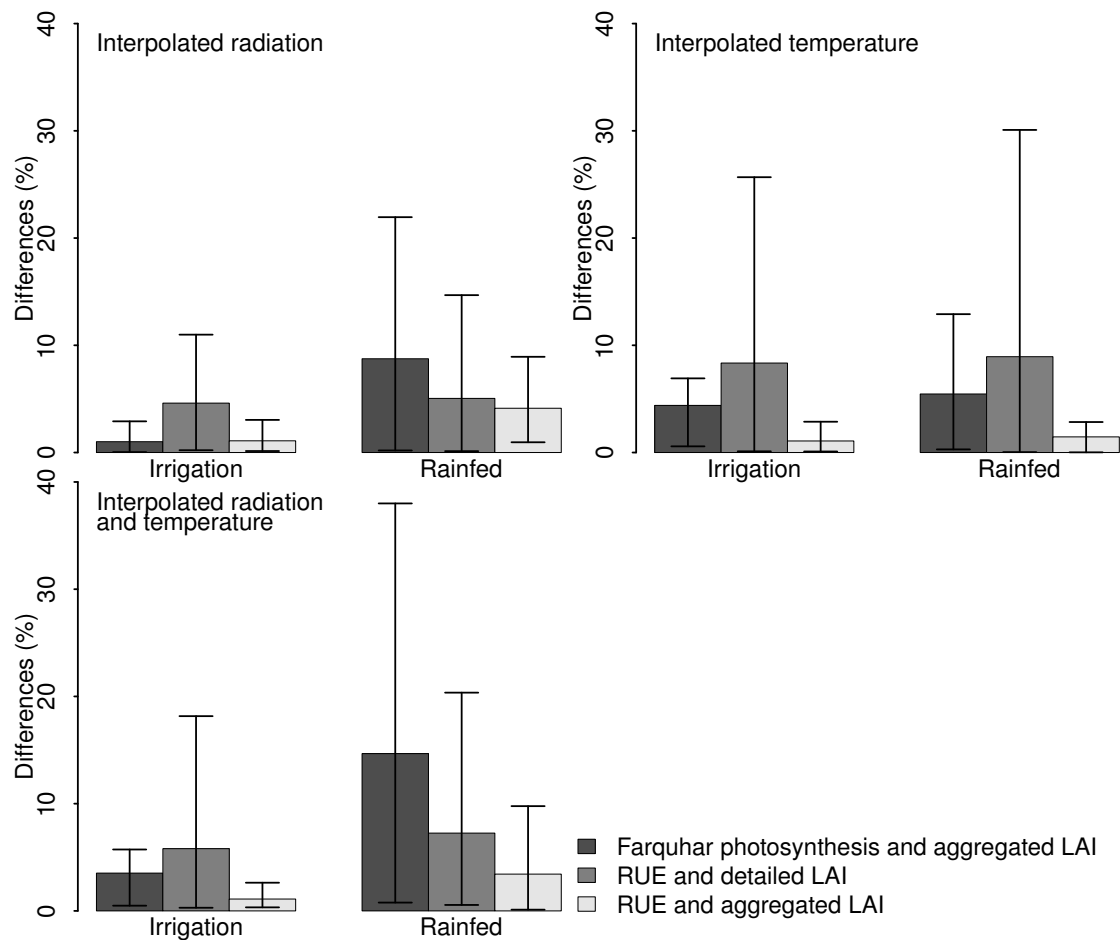 Interpolated radiation
Differences (%)
40
30
20
10
0
Irrigation
Rainfed
Interpolated temperature
Differences (%)
40
30
20
10
0
Irrigation
Rainfed
Interpolated radiation
and temperature
Differences (%)
40
30
20
10
0
Irrigation
Rainfed
Farquhar photosynthesis and aggregated LAI
RUE and detailed LAI
RUE and aggregated LAI